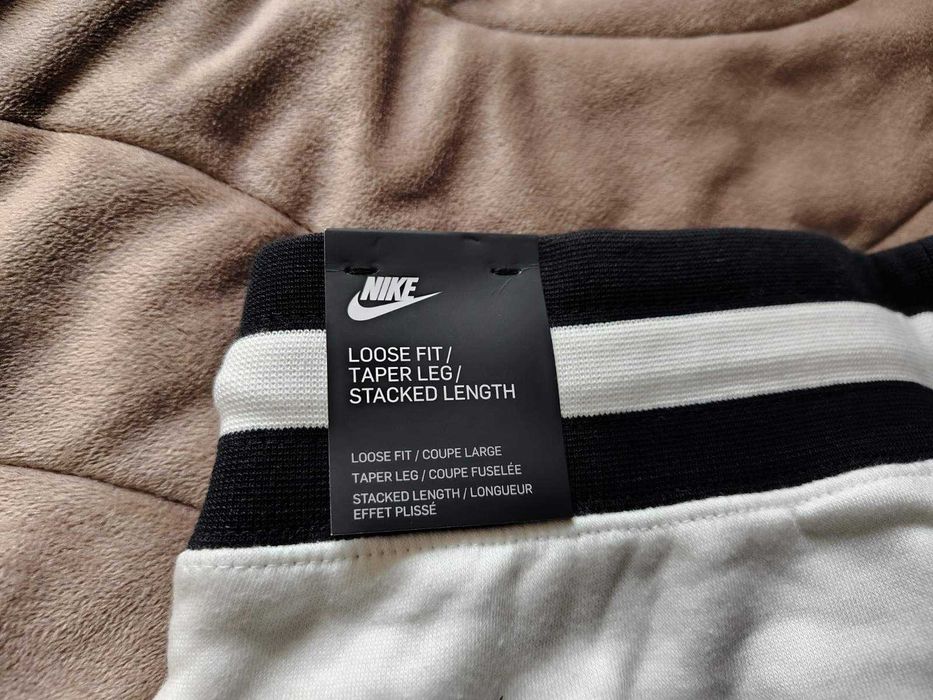 NIKE
LOOSE FIT /
TAPER LEG /
STACKED LENGTH
LOOSE FIT / COUPE LARGE
TAPER LEG / COUPE FUSELÉE
STACKED LENGTH / LONGUEUR
EFFET PLISSÉ